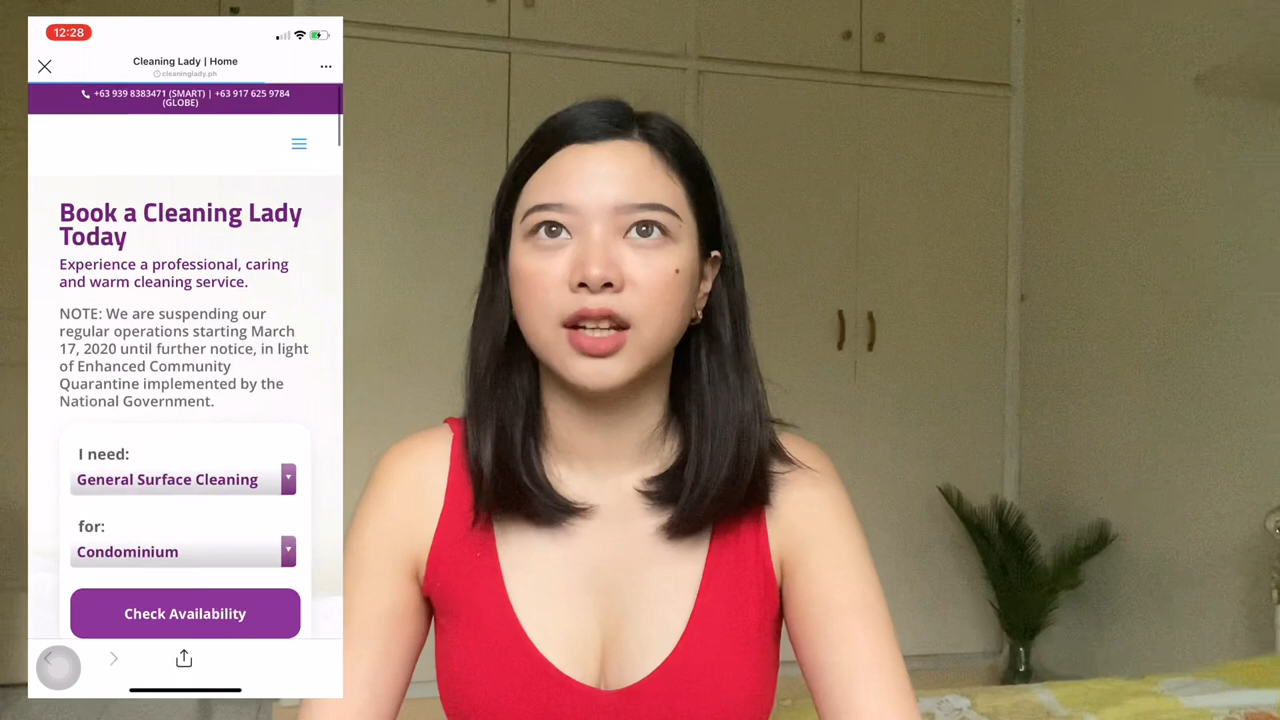 12:28
Cleaning Lady | Home
cleaninglady.ph
+63 939 8383471 (SMART) | +63 917 625 9784
(GLOBE)
Book a Cleaning Lady
Today
Experience a professional, caring
and warm cleaning service.
NOTE: We are suspending our
regular operations starting March
17, 2020 until further notice, in light
of Enhanced Community
Quarantine implemented by the
National Government.
I need:
General Surface Cleaning
for:
Condominium
Check Availability